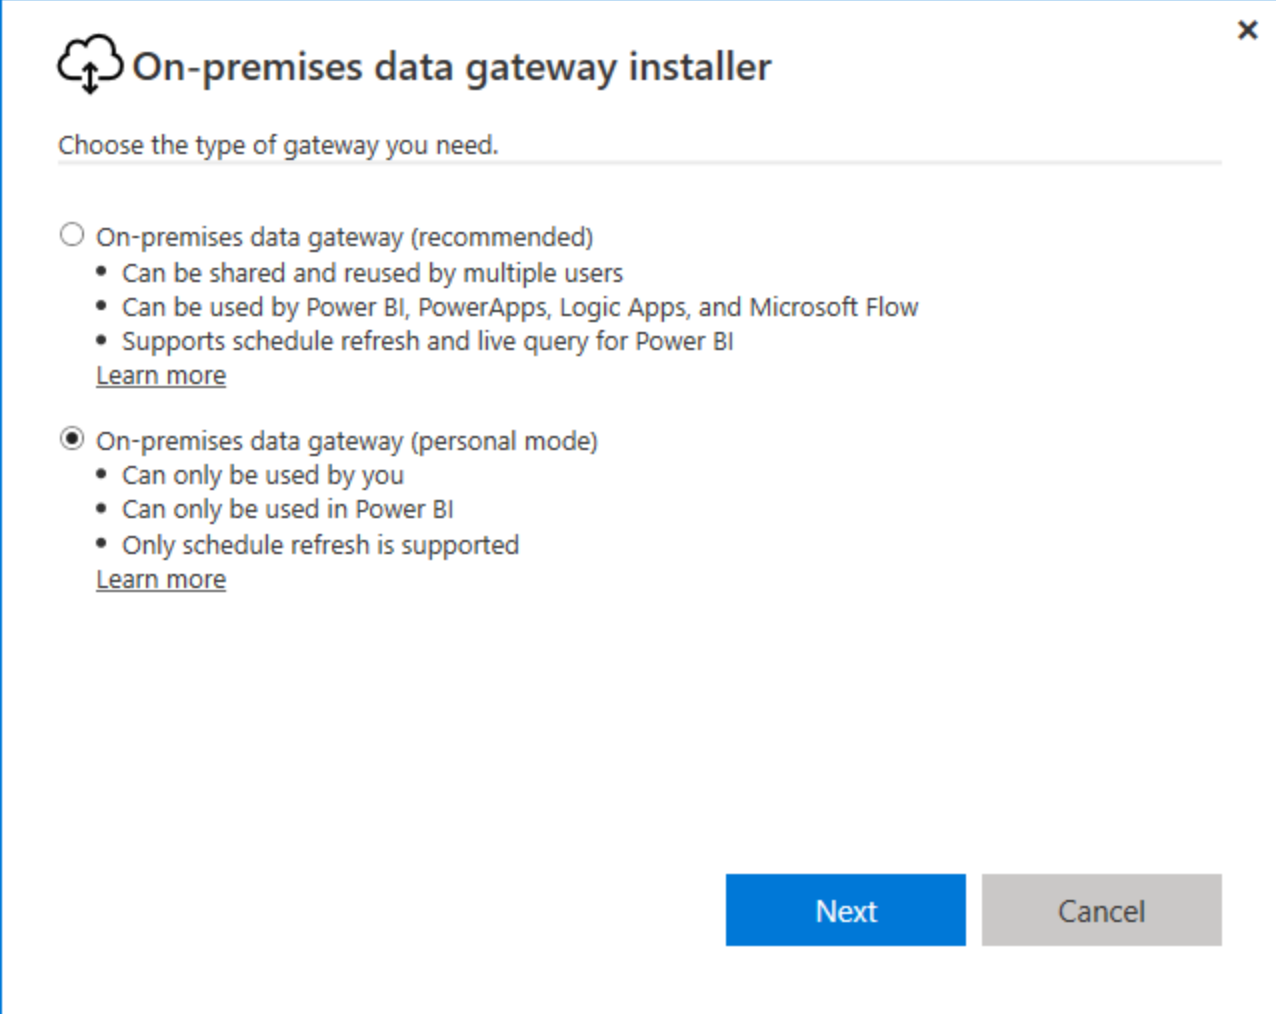 On-premises data gateway installer
Choose the type of gateway you need.
On-premises data gateway (recommended)
• Can be shared and reused by multiple users
• Can be used by Power BI, PowerApps, Logic Apps, and Microsoft Flow
• Supports schedule refresh and live query for Power BI
Learn more
On-premises data gateway (personal mode)
• Can only be used by you
• Can only be used in Power BI
• Only schedule refresh is supported
Learn more
Next
Cancel